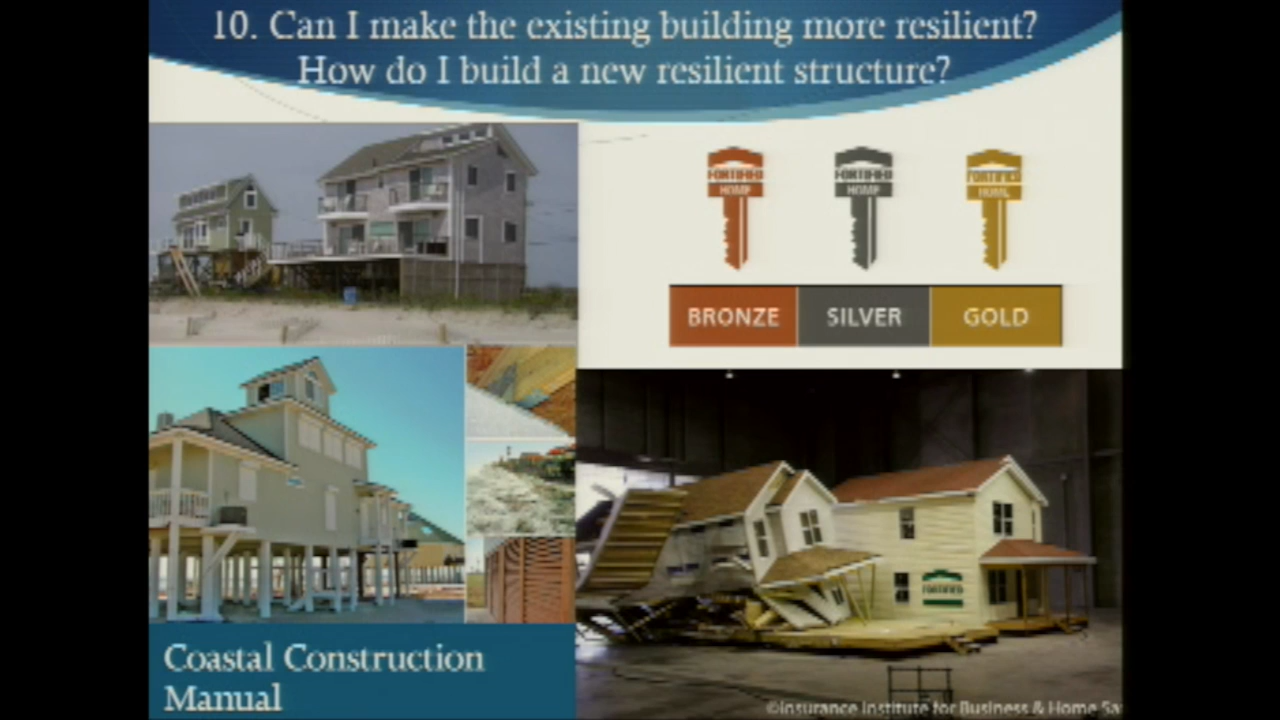 10. Can I make the existing building more resilient?
How do I build a new resilient structure?
FORTIFIED
HOME
FORTIFIED
HOME
FORTIFIED
HOME
BRONZE
SILVER
GOLD
FORTIFIED
Coastal Construction
Manual
©Insurance Institute for Business & Home Sa